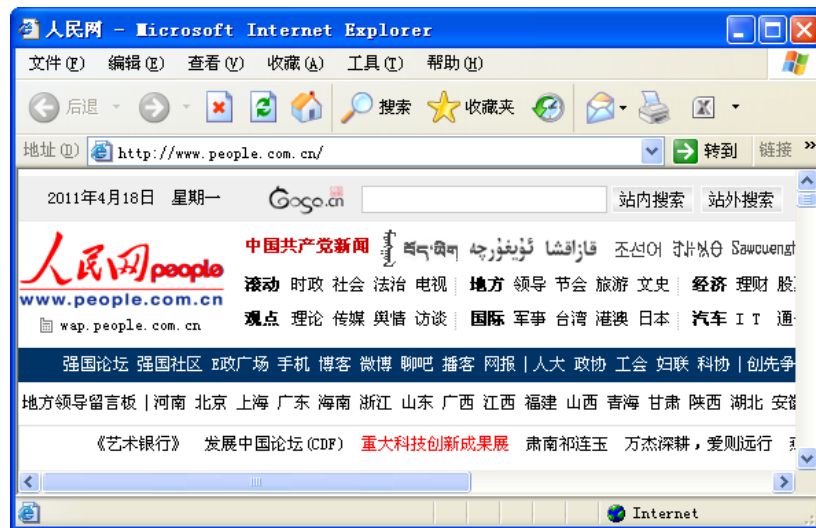 人民网 - Microsoft Internet Explorer
文件(F) 编辑(E) 查看(V) 收藏(A) 工具(T) 帮助(H)
后退 搜索 收藏夹
地址(D) http://www.people.com.cn/ 转到 链接 »
2011年4月18日 星期一 Gogo.cn 站内搜索 站外搜索
人民网 people 中国共产党新闻 قازاقشا ئۇيغۇرچە 조선어 Sawcuengh
www.people.com.cn 滚动 时政 社会 法治 电视 | 地方 领导 节会 旅游 文史 | 经济 理财 股
wap.people.com.cn 观点 理论 传媒 舆情 访谈 | 国际 军事 台湾 港澳 日本 | 汽车 IT 通
强国论坛 强国社区 E政广场 手机 博客 微博 聊吧 播客 网报 | 人大 政协 工会 妇联 科协 | 创先争
地方领导留言板 | 河南 北京 上海 广东 海南 浙江 山东 广西 江西 福建 山西 青海 甘肃 陕西 湖北 安徽
《艺术银行》 发展中国论坛(CDF) 重大科技创新成果展 肃南祁连玉 万杰深耕，爱则远行
Internet